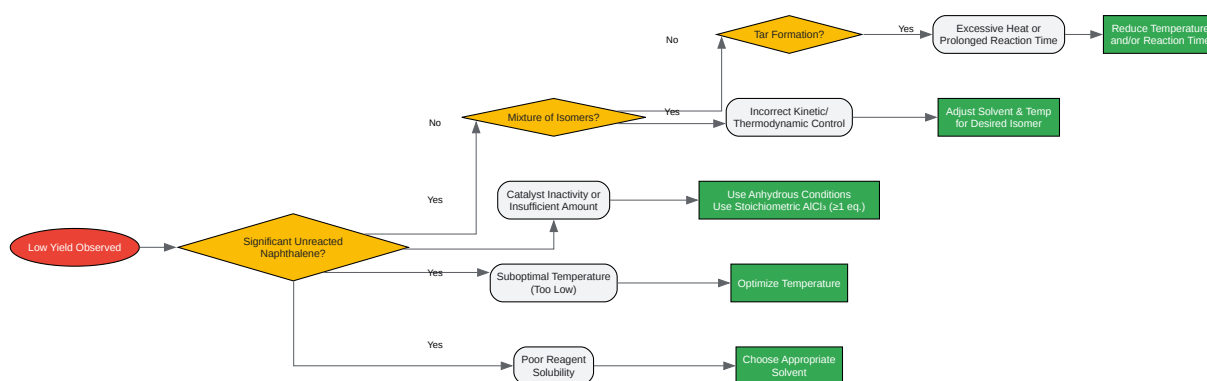 Tar Formation?
Yes
Excessive Heat or
Prolonged Reaction Time
Reduce Temperature
and/or Reaction Time
No
Mixture of Isomers?
Yes
Incorrect Kinetic/
Thermodynamic Control
Adjust Solvent & Temp
for Desired Isomer
No
Yes
Catalyst Inactivity or
Insufficient Amount
Use Anhydrous Conditions
Use Stoichiometric AlCl₃ (≥1 eq.)
Low Yield Observed
Significant Unreacted
Naphthalene?
Yes
Suboptimal Temperature
(Too Low)
Optimize Temperature
Yes
Poor Reagent
Solubility
Choose Appropriate
Solvent